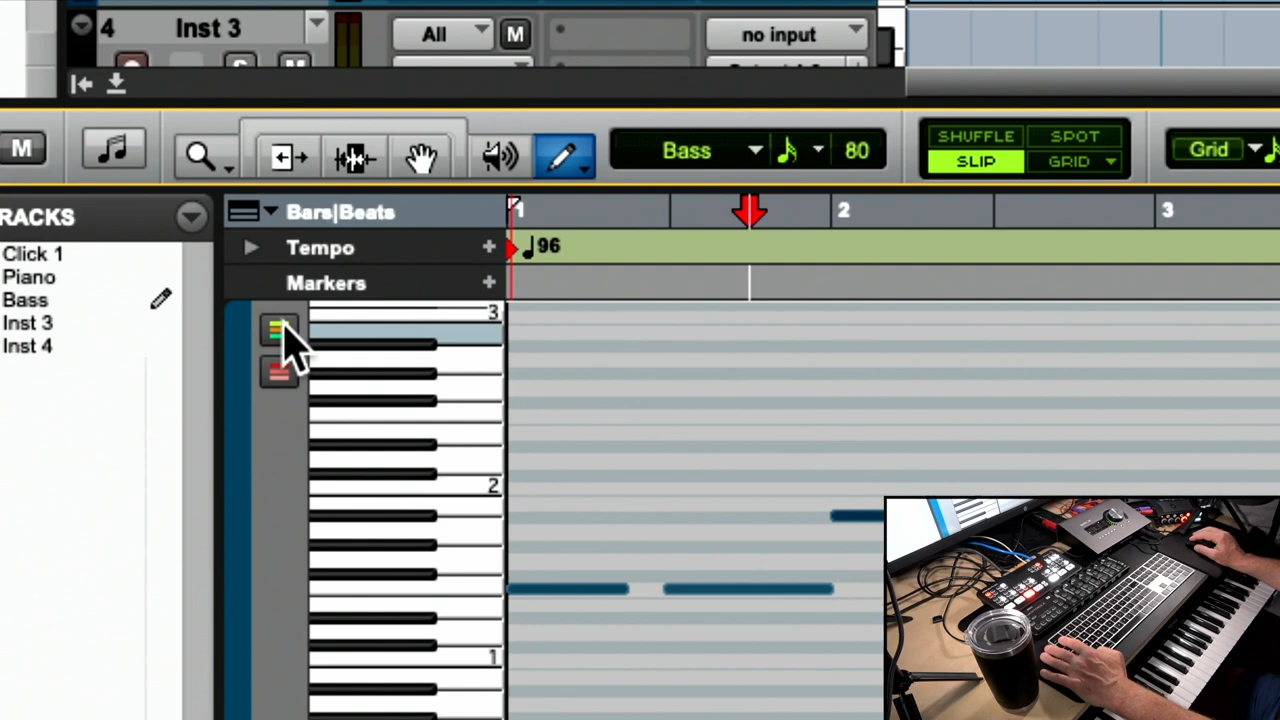 4 Inst 3 All M no input
M Bass 80 SHUFFLE SPOT Grid
SLIP GRID
RACKS Bars|Beats 1 2 3
Click 1 Tempo + 96
Piano
Bass Markers +
Inst 3
Inst 4
3
2
1